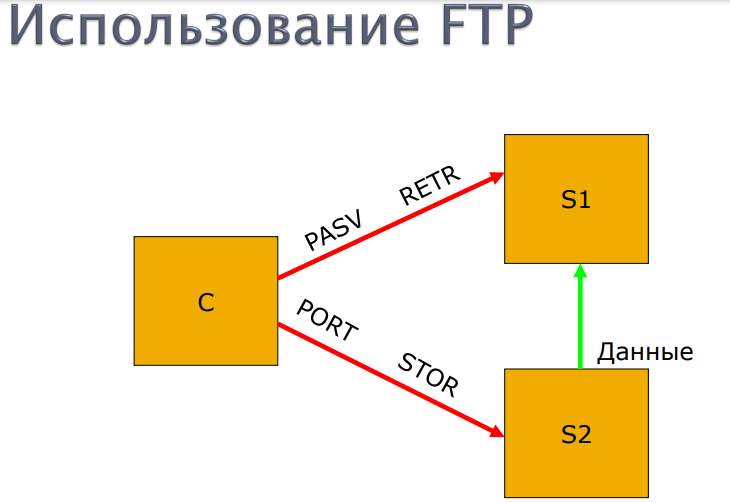 Использование FTP
PASV RETR
S1
C
PORT STOR
Данные
S2